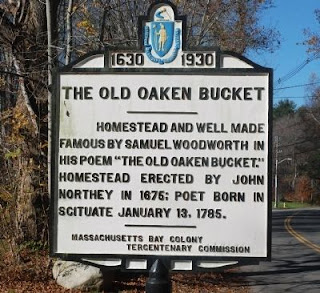 1630 1930
THE OLD OAKEN BUCKET
HOMESTEAD AND WELL MADE
FAMOUS BY SAMUEL WOODWORTH IN
HIS POEM "THE OLD OAKEN BUCKET."
HOMESTEAD ERECTED BY JOHN
NORTHEY IN 1675; POET BORN IN
SCITUATE JANUARY 13, 1785.
MASSACHUSETTS BAY COLONY
TERCENTENARY COMMISSION